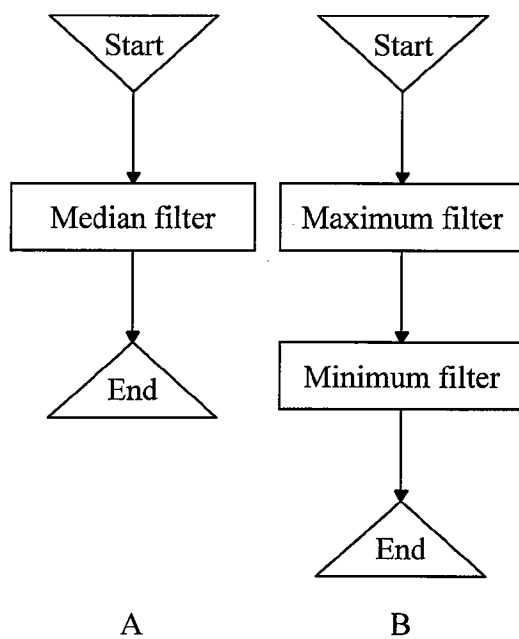 Start
Median filter
End
A
Start
Maximum filter
Minimum filter
End
B